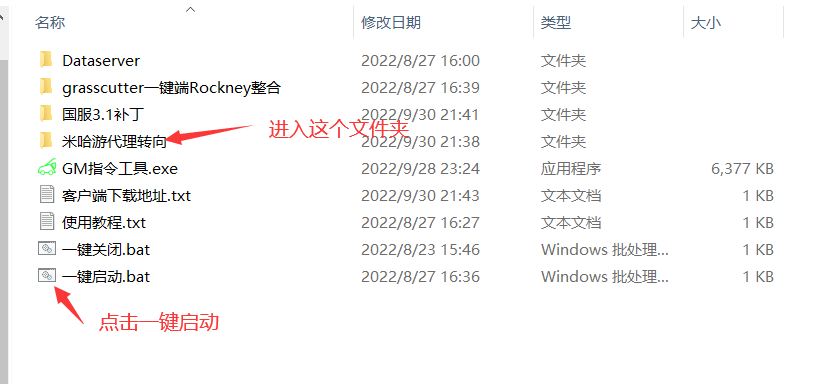 名称 修改日期 类型 大小
Dataserver 2022/8/27 16:00 文件夹
grasscutter一键端Rockney整合 2022/8/27 16:39 文件夹
国服3.1补丁 2022/9/30 21:41 文件夹
米哈游代理转向 进入这个文件夹 2022/9/30 21:38 文件夹
GM指令工具.exe 2022/9/28 23:24 应用程序 6,377 KB
客户端下载地址.txt 2022/9/30 21:43 文本文档 1 KB
使用教程.txt 2022/8/27 16:27 文本文档 1 KB
一键关闭.bat 2022/8/23 15:46 Windows 批处理... 1 KB
一键启动.bat 2022/8/27 16:36 Windows 批处理... 1 KB
点击一键启动